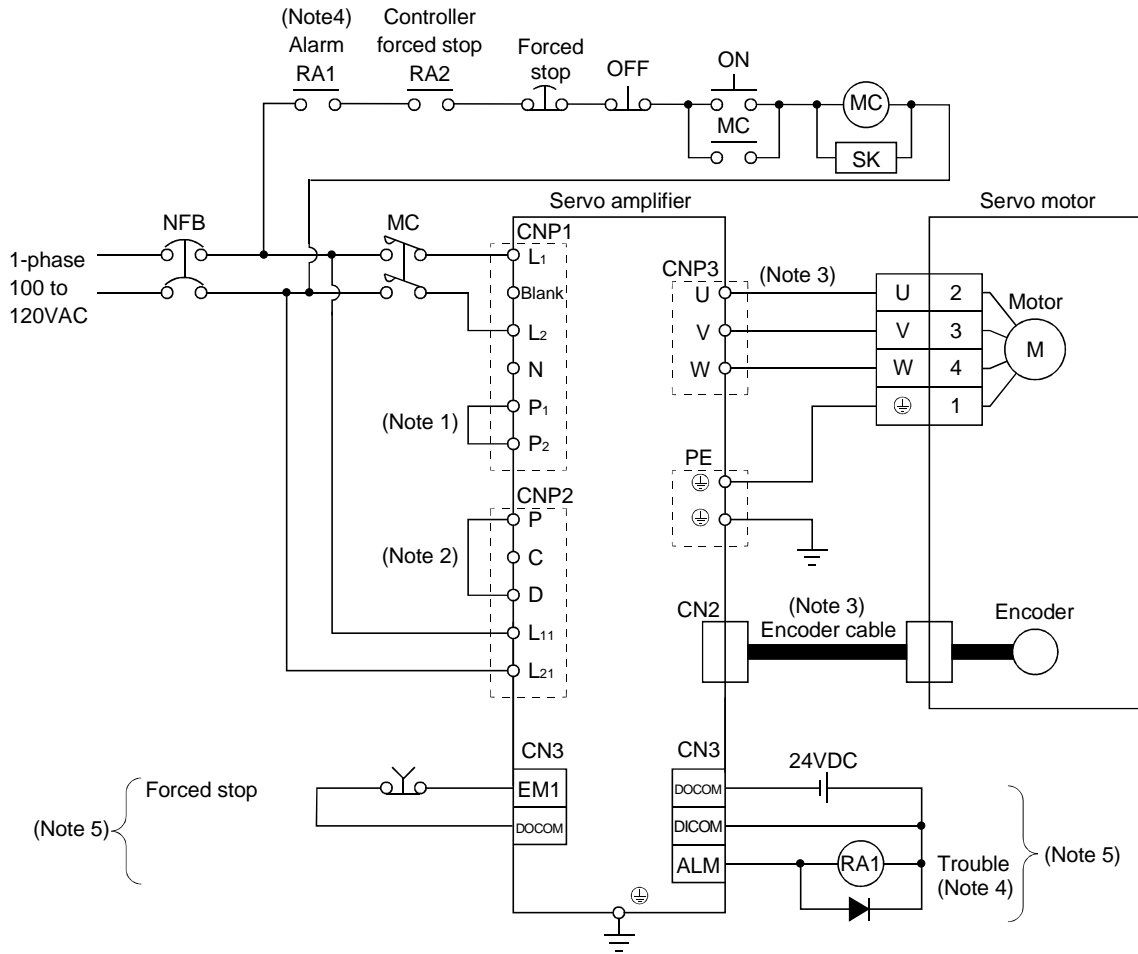 (Note4)
Alarm
RA1
Controller
forced stop
RA2
Forced
stop
OFF
ON
MC
MC
SK
NFB
MC
1-phase
100 to
120VAC
Servo amplifier
Servo motor
CNP1
L1
Blank
L2
N
P1
P2
(Note 1)
CNP2
P
C
D
L11
L21
(Note 2)
CNP3
U
V
W
(Note 3)
U 2
V 3
W 4
1
Motor
M
PE
CN2
(Note 3)
Encoder cable
Encoder
CN3
EM1
DOCOM
Forced stop
(Note 5)
CN3
DOCOM
DICOM
ALM
24VDC
RA1
Trouble
(Note 4)
(Note 5)